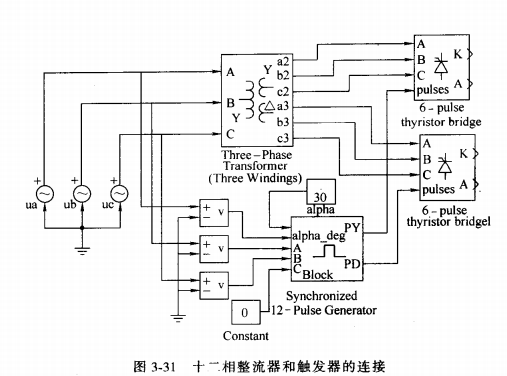 A
B
C
Y
Y
a2
b2
c2
a3
b3
c3
Three-Phase
Transformer
(Three Windings)
A
B
C
pulses
K
A
6-pulse
thyristor bridge
A
B
C
pulses
K
A
6-pulse
thyristor bridgel
+
ua
+
ub
+
uc
+
−
v
+
−
v
+
−
v
30
alpha
alpha_deg
A
B
C
Block
PY
PD
Synchronized
12-Pulse Generator
0
Constant
图 3-31 十二相整流器和触发器的连接